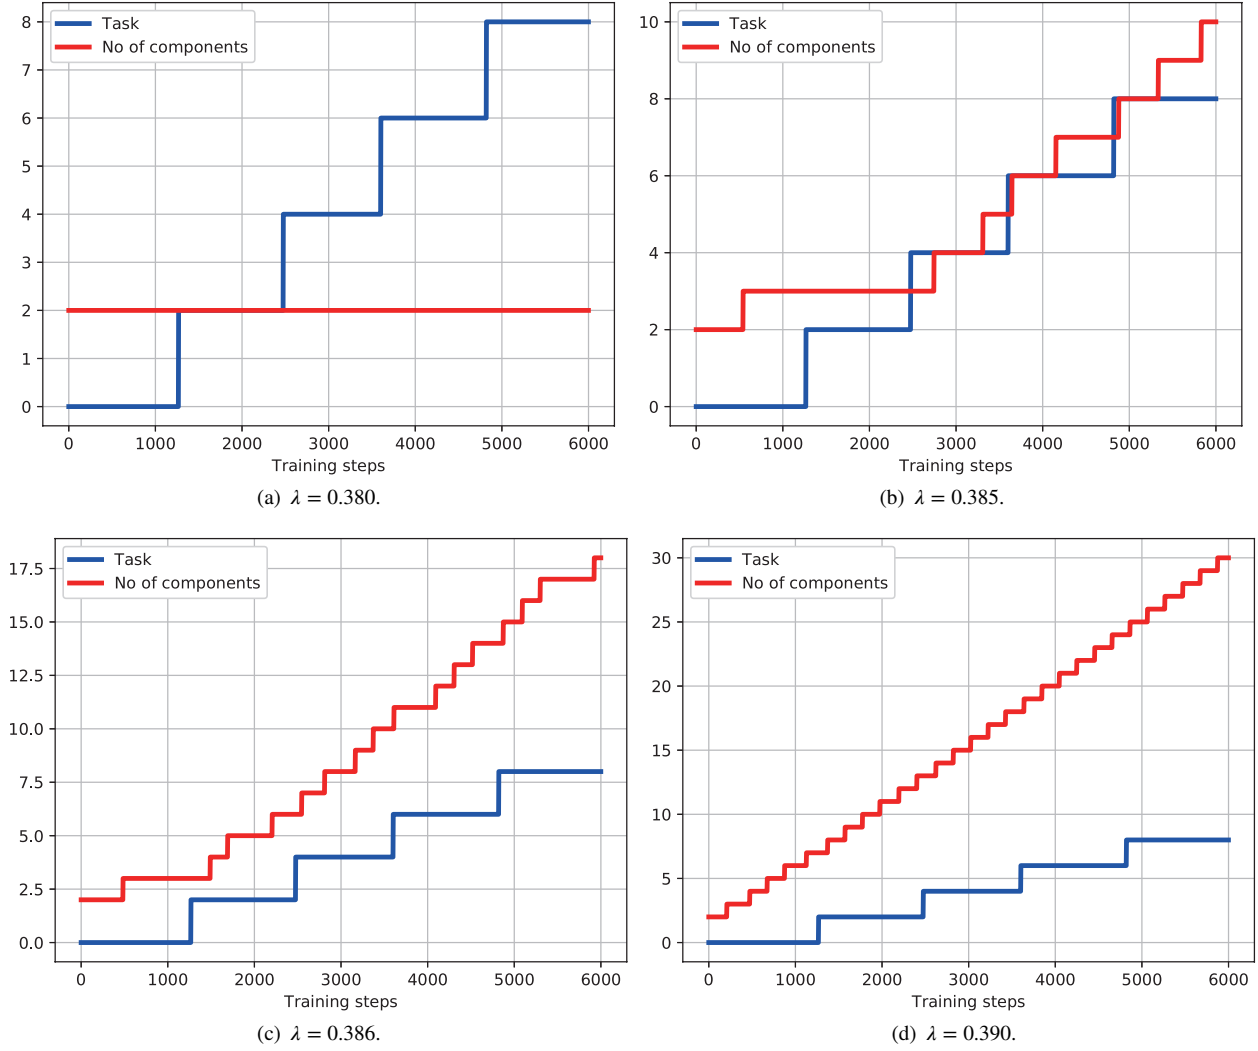 Task
No of components
8
7
6
5
4
3
2
1
0
0 1000 2000 3000 4000 5000 6000
Training steps
(a) λ = 0.380.
Task
No of components
10
8
6
4
2
0
0 1000 2000 3000 4000 5000 6000
Training steps
(b) λ = 0.385.
Task
No of components
17.5
15.0
12.5
10.0
7.5
5.0
2.5
0.0
0 1000 2000 3000 4000 5000 6000
Training steps
(c) λ = 0.386.
Task
No of components
30
25
20
15
10
5
0
0 1000 2000 3000 4000 5000 6000
Training steps
(d) λ = 0.390.